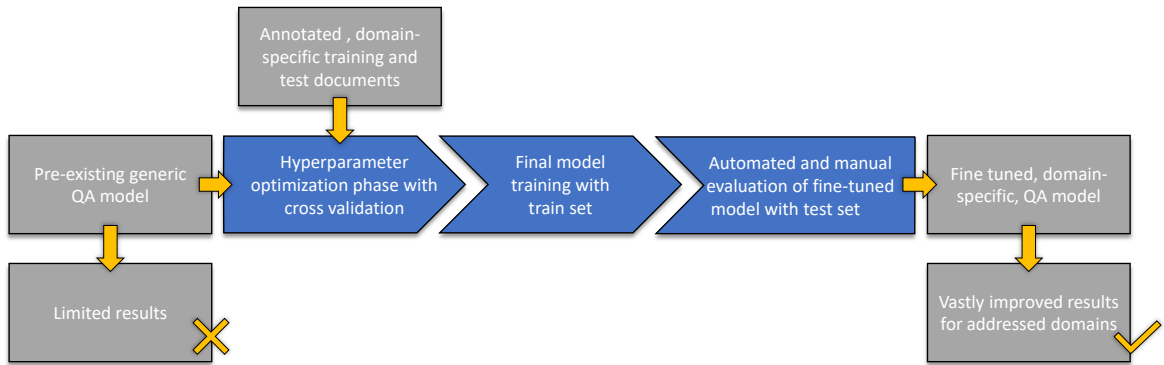 Annotated , domain-
specific training and
test documents
Pre-existing generic
QA model
Hyperparameter
optimization phase with
cross validation
Final model
training with
train set
Automated and manual
evaluation of fine-tuned
model with test set
Fine tuned, domain-
specific, QA model
Limited results
Vastly improved results
for addressed domains